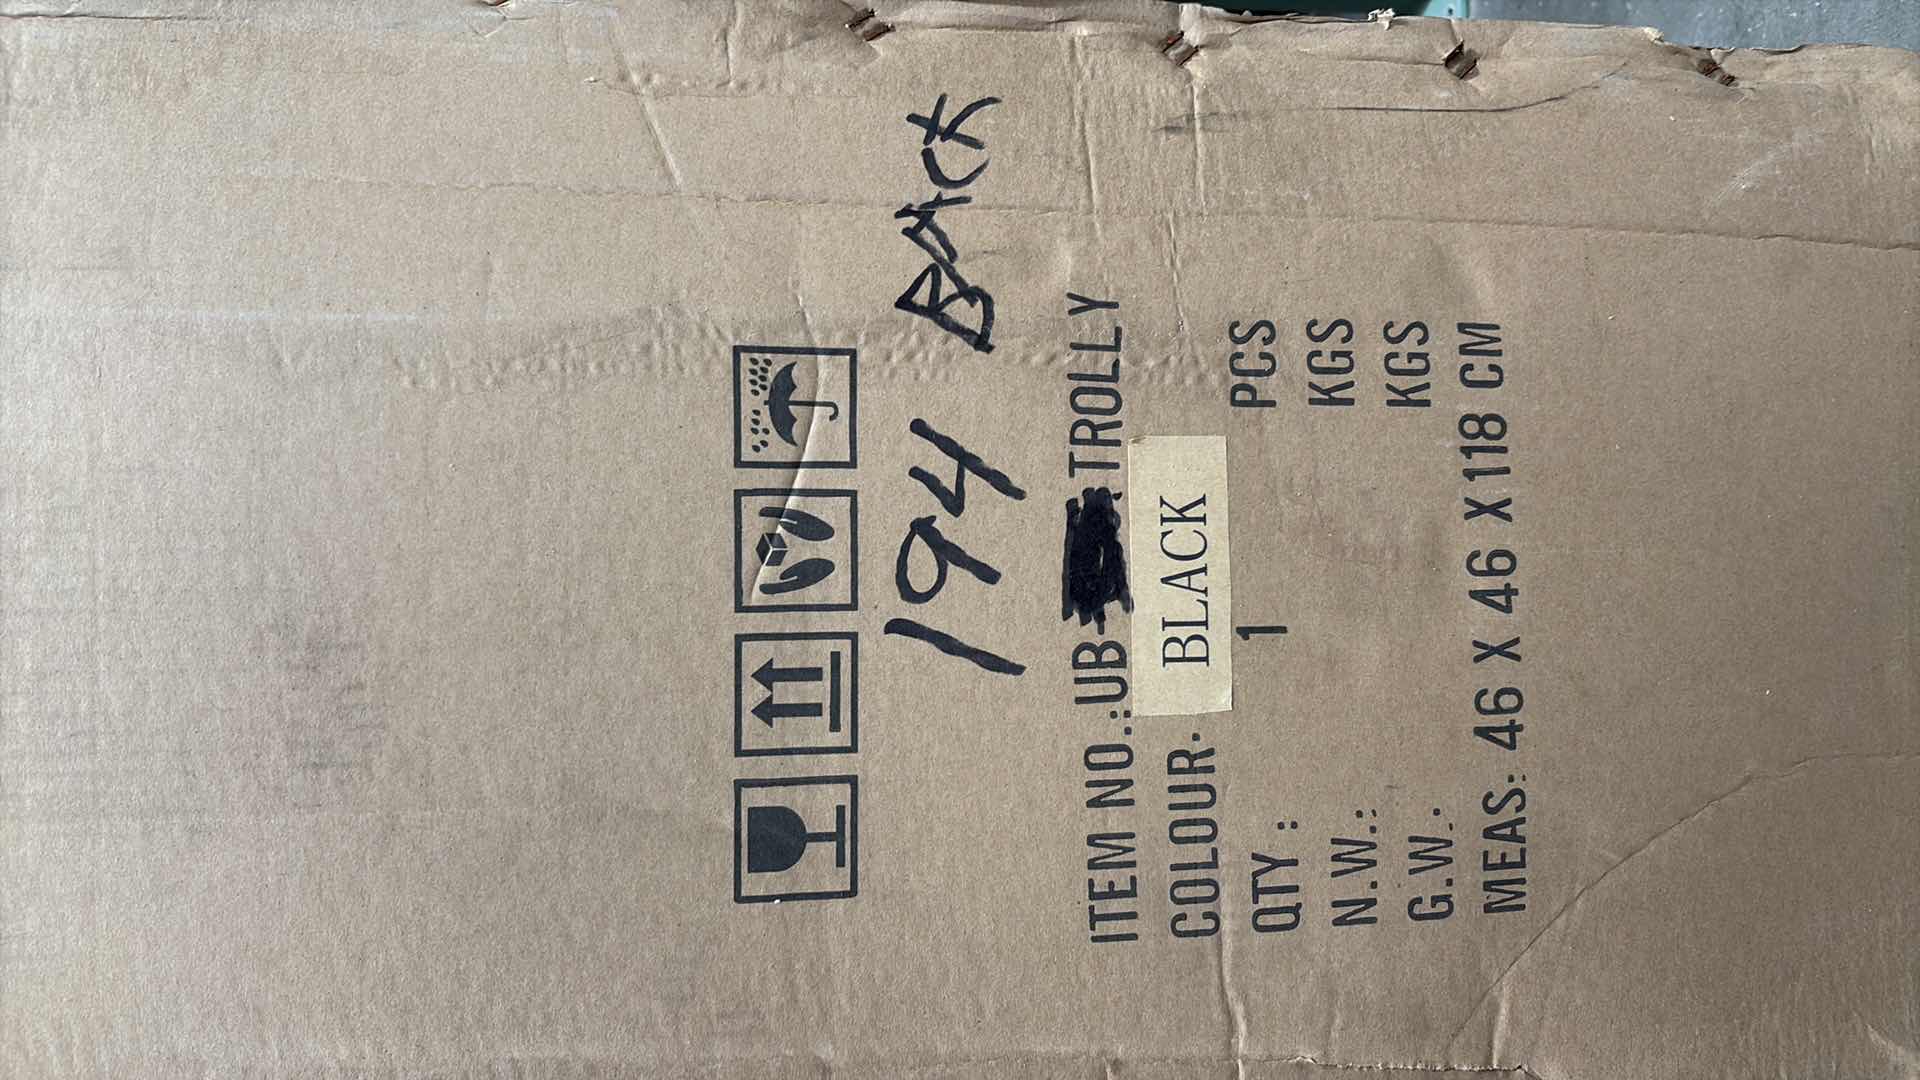 194 BLACK
ITEM NO.:UB- TROLLY
COLOUR. BLACK
QTY : 1 PCS
N.W.: KGS
G.W. KGS
MEAS: 46 X 46 X 118 CM